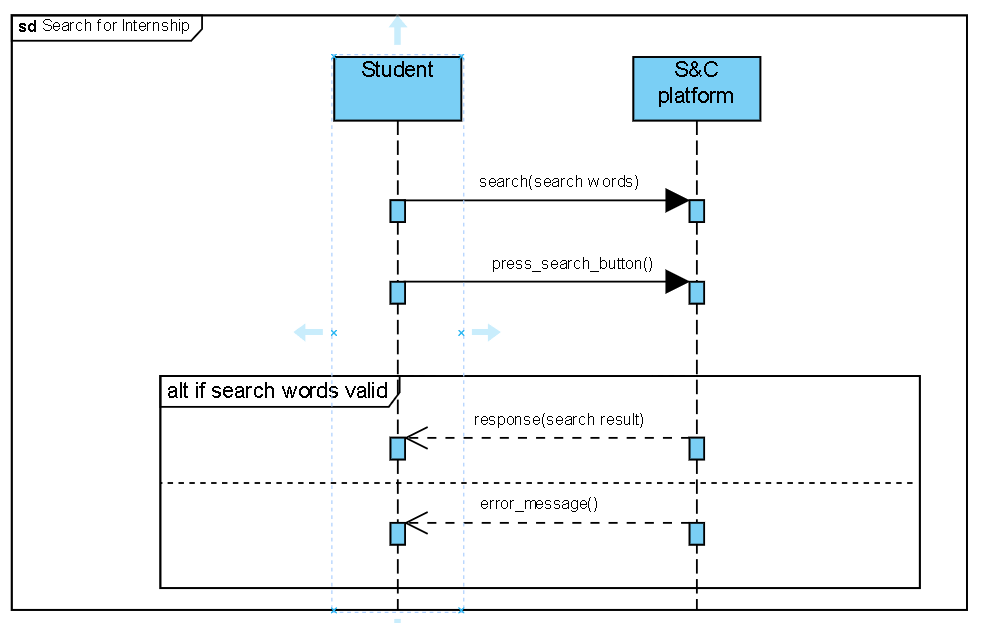 sd Search for Internship
Student
S&C
platform
search(search words)
press_search_button()
alt if search words valid
response(search result)
error_message()